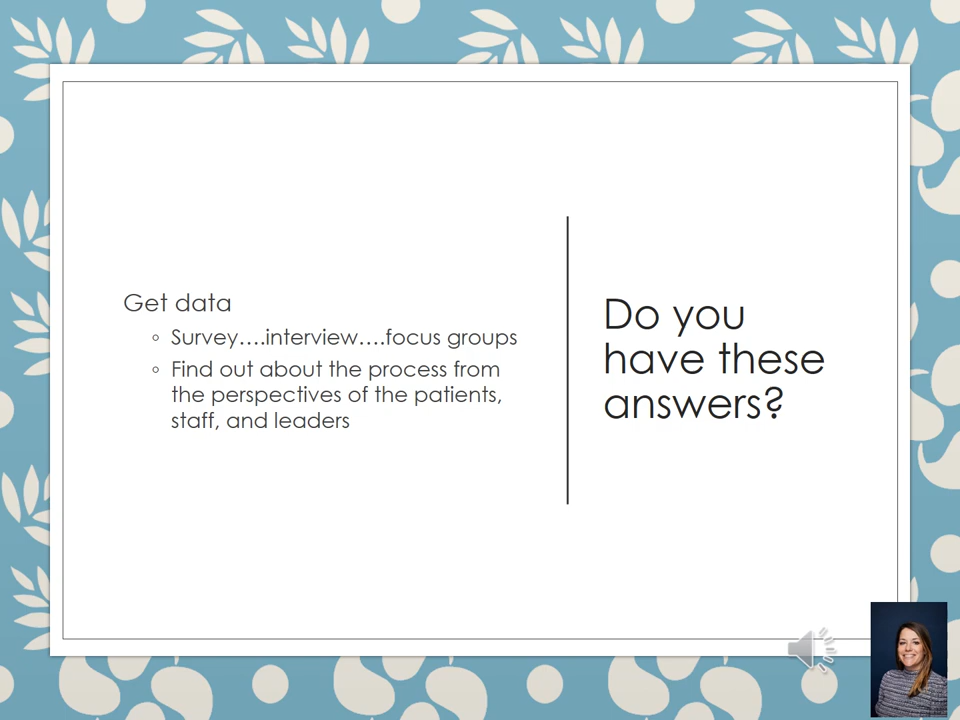 Get data
◦ Survey....interview....focus groups
◦ Find out about the process from
the perspectives of the patients,
staff, and leaders
Do you
have these
answers?